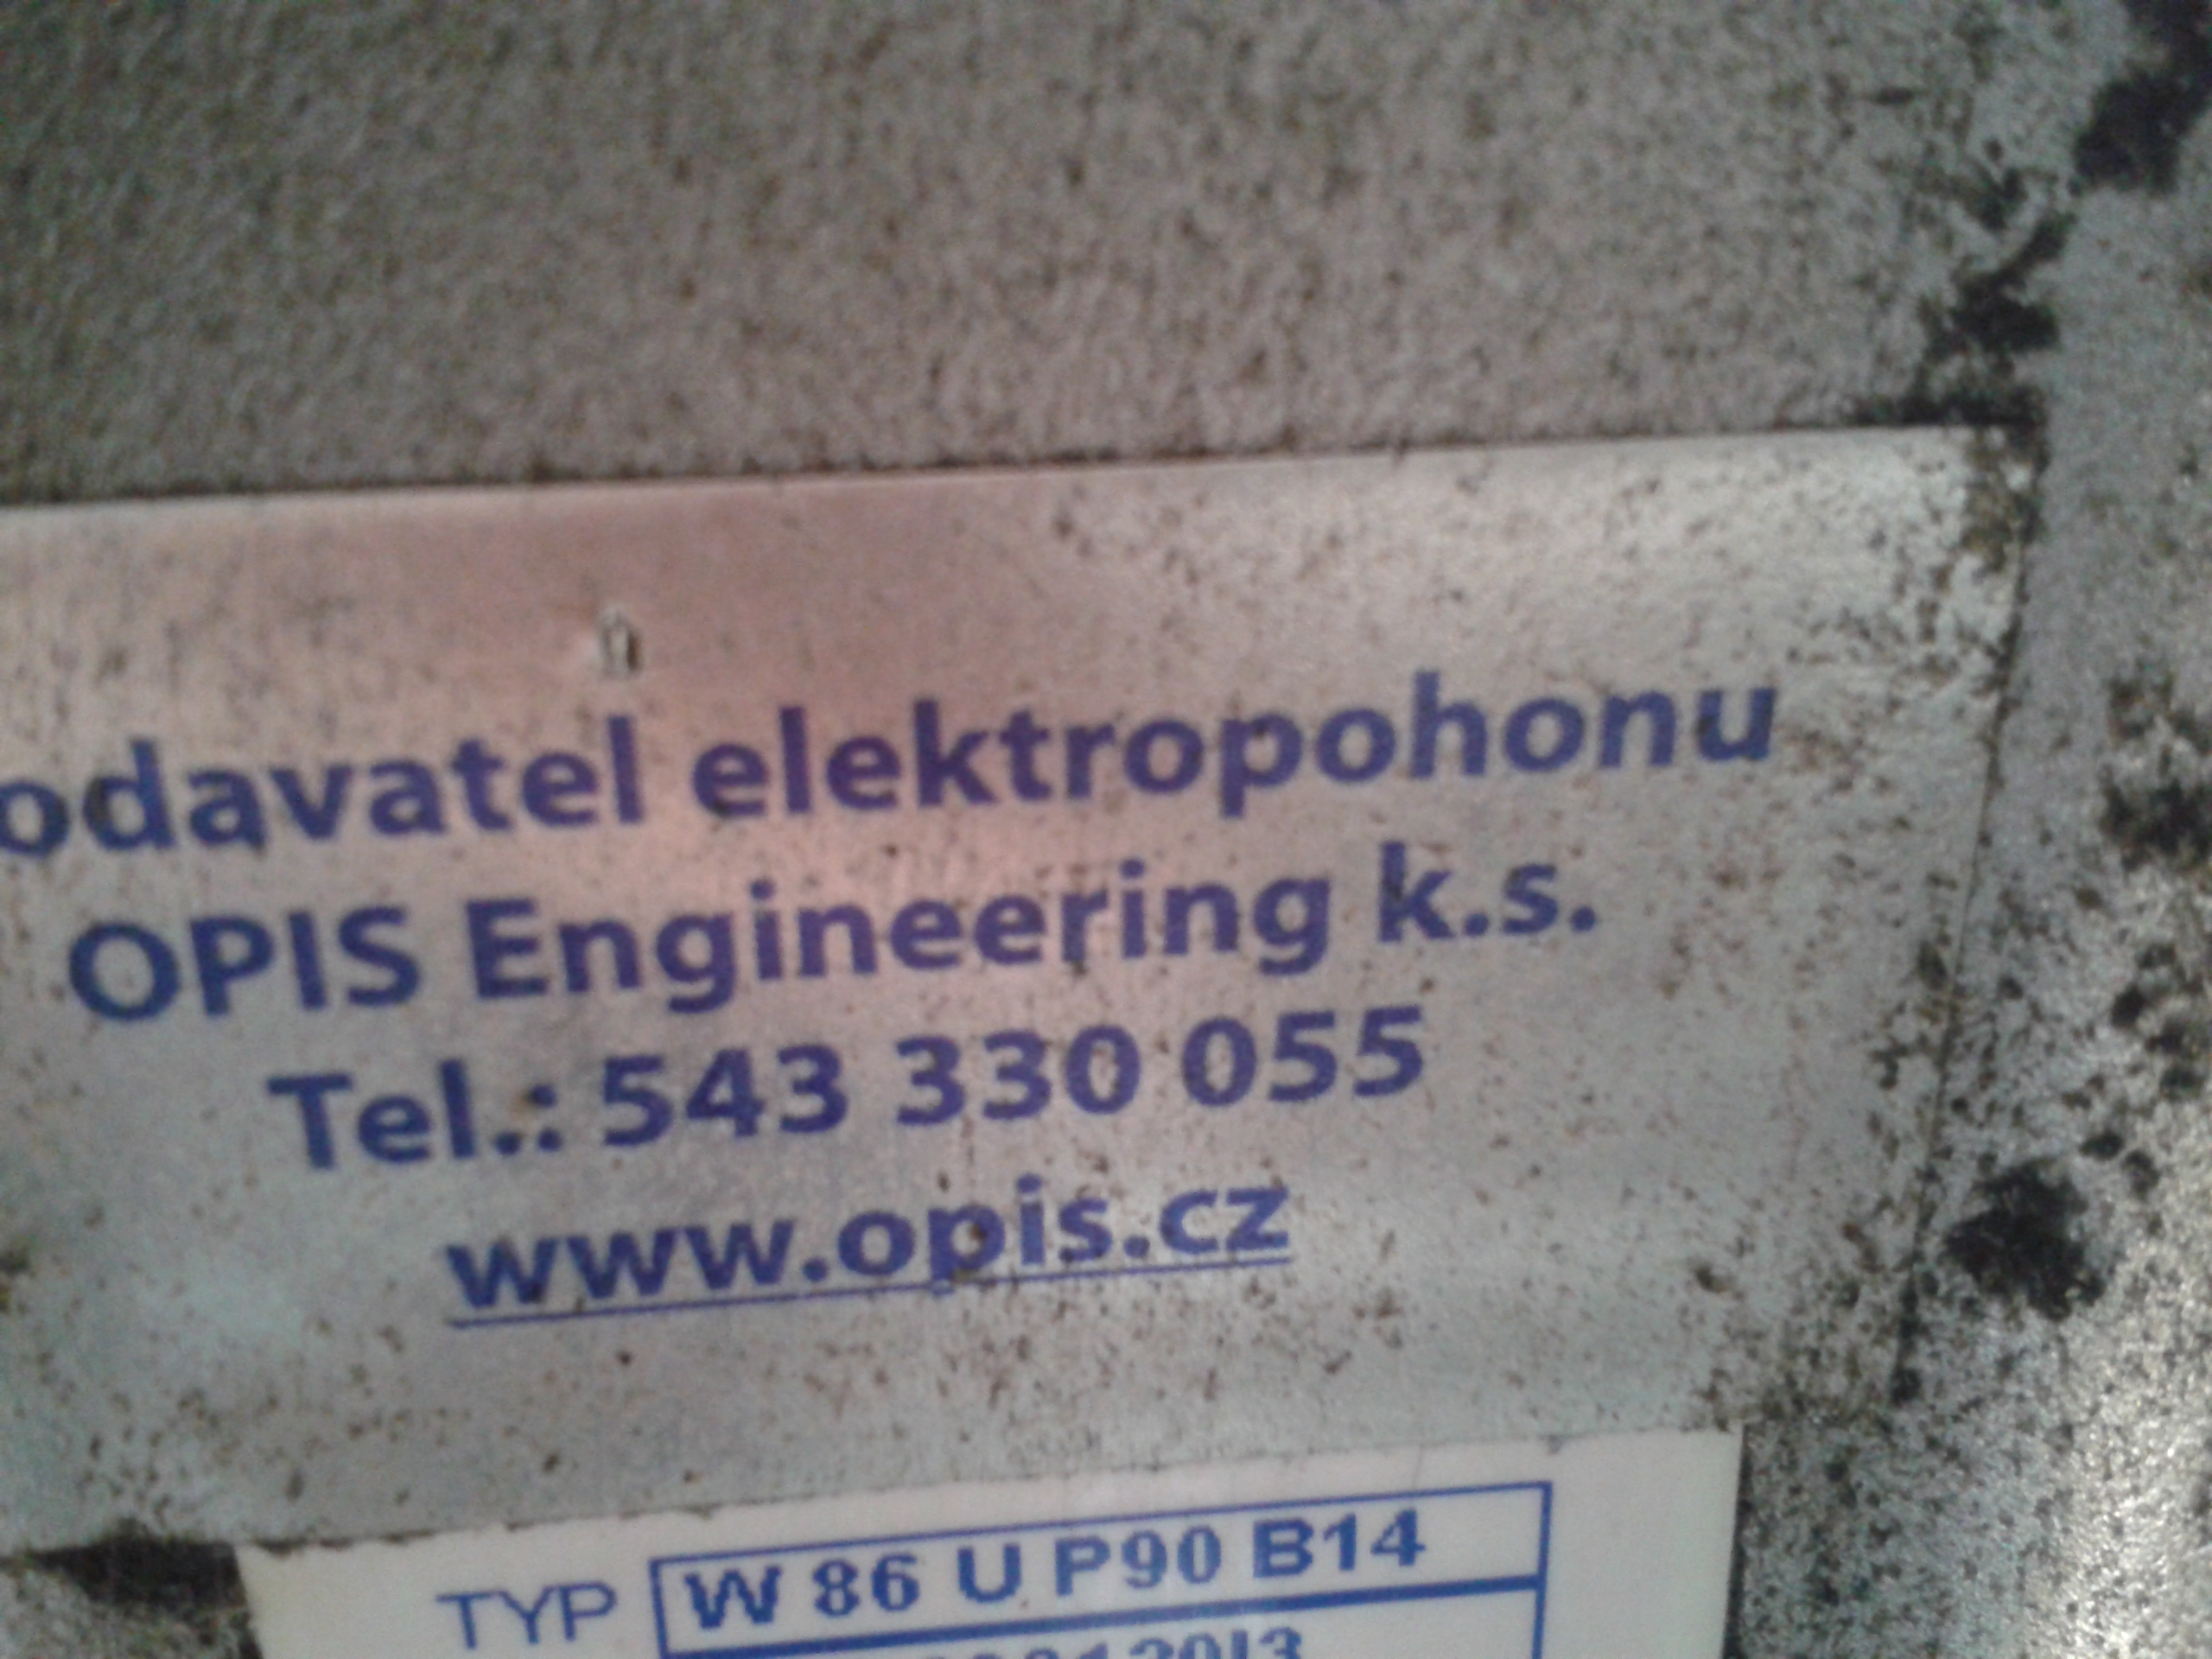 odavatel elektropohonu
OPIS Engineering k.s.
Tel.: 543 330 055
www.opis.cz
TYP W 86 U P90 B14